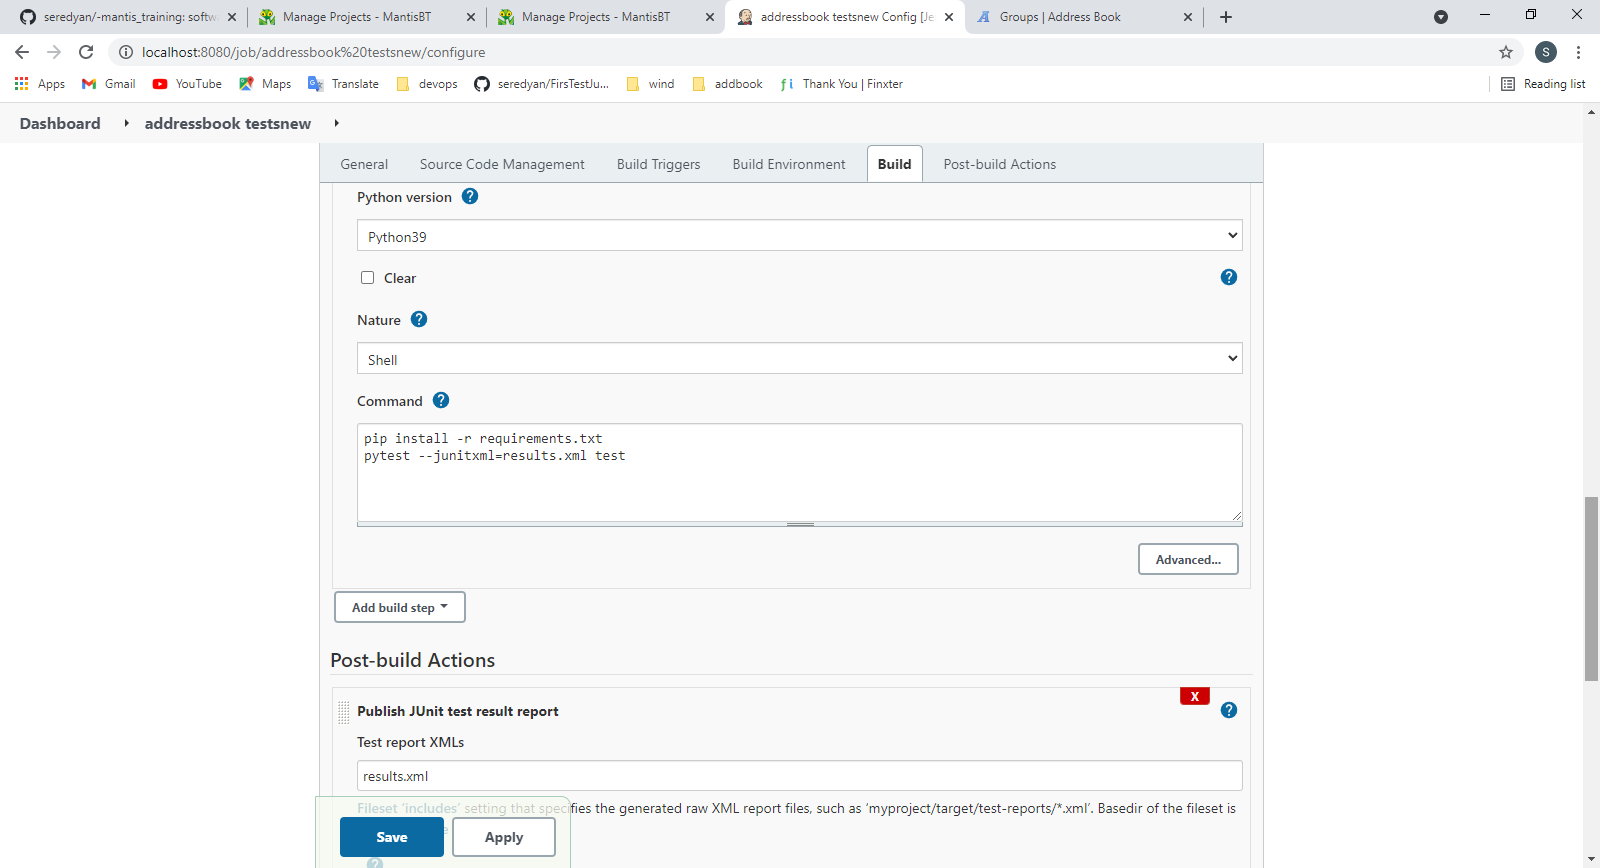 seredyan/-mantis_training: softw
Manage Projects - MantisBT
Manage Projects - MantisBT
addressbook testsnew Config [Je
Groups | Address Book
localhost:8080/job/addressbook%20testsnew/configure
S
Apps Gmail YouTube Maps Translate devops seredyan/FirsTestJu... wind addbook Thank You | Finxter Reading list
Dashboard addressbook testsnew
General Source Code Management Build Triggers Build Environment Build Post-build Actions
Python version ?
Python39
Clear ?
Nature ?
Shell
Command ?
pip install -r requirements.txt
pytest --junitxml=results.xml test
Advanced...
Add build step
Post-build Actions
X
Publish JUnit test result report ?
Test report XMLs
results.xml
Fileset 'includes' setting that specifies the generated raw XML report files, such as 'myproject/target/test-reports/*.xml'. Basedir of the fileset is
Save Apply
?